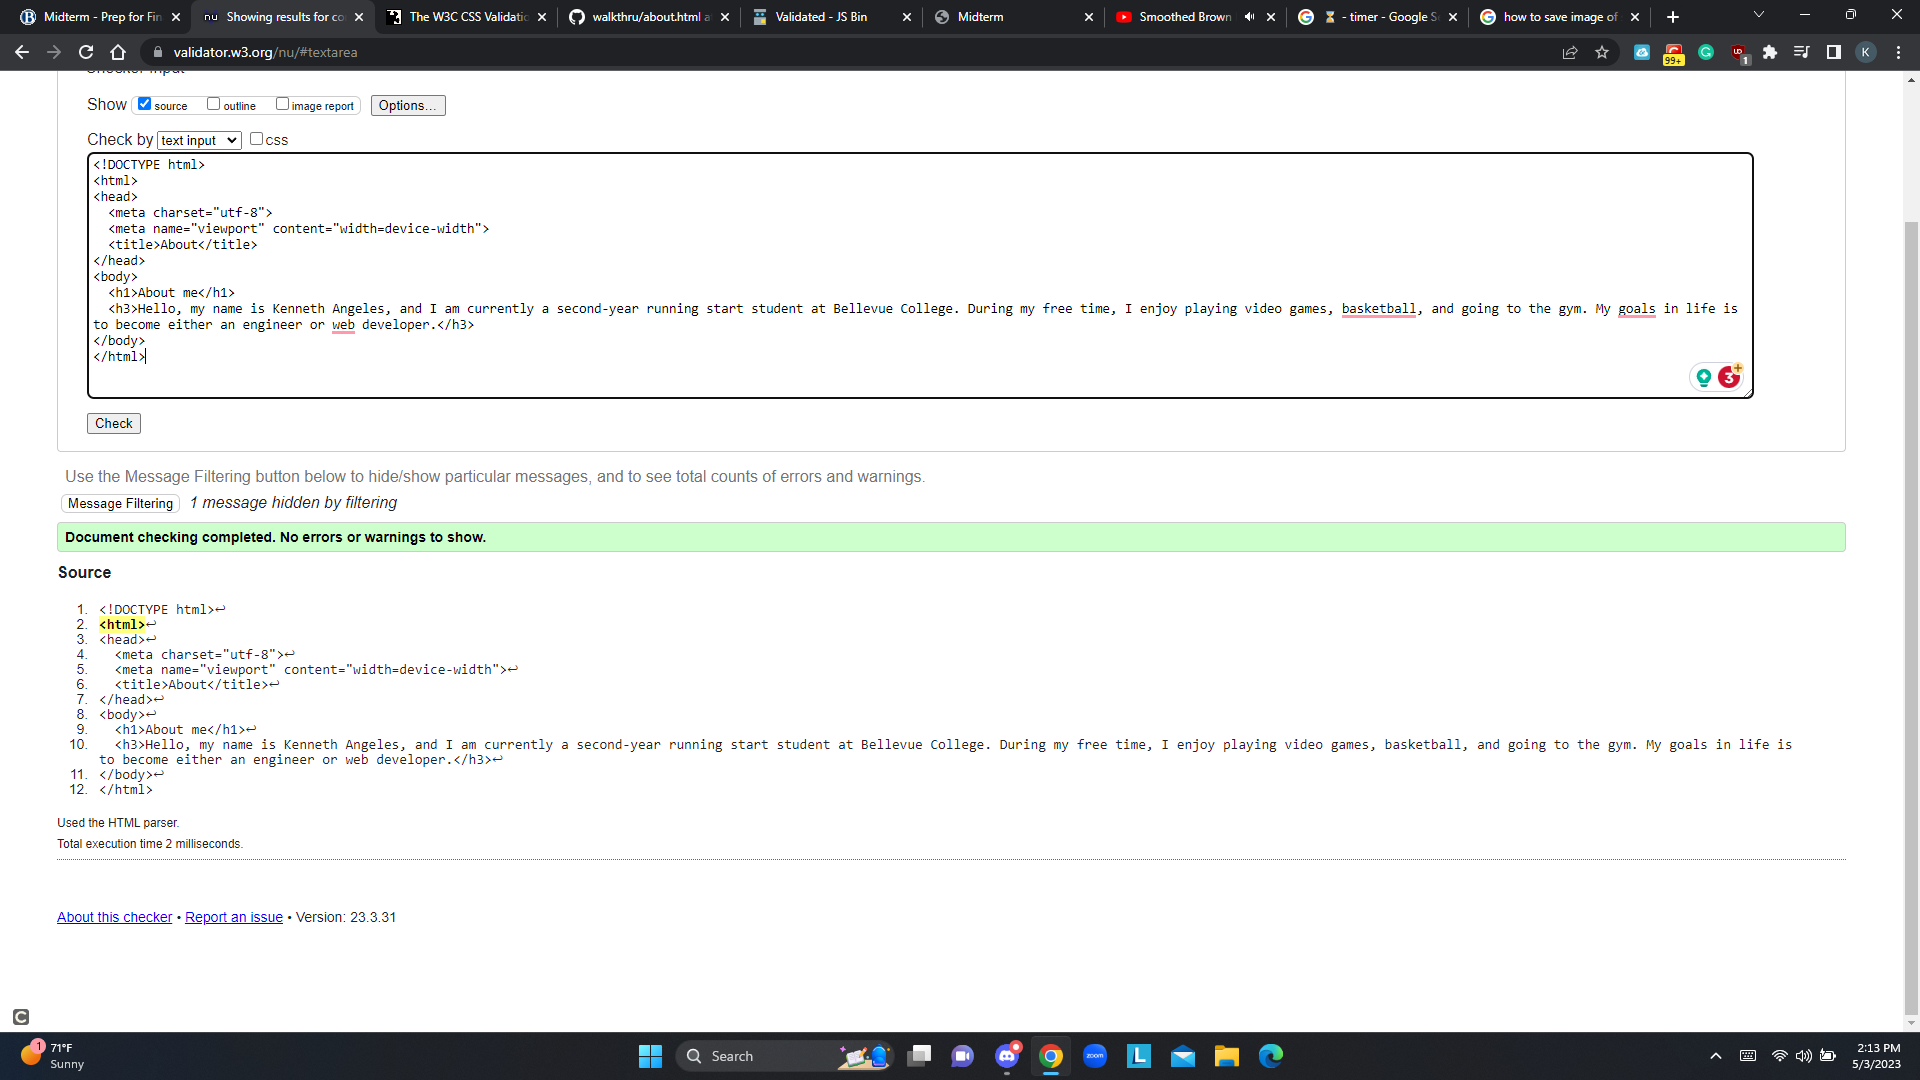 Midterm - Prep for Fin
Showing results for co
The W3C CSS Validatio
walkthru/about.html a
Validated - JS Bin
Midterm
Smoothed Brown
- timer - Google S
how to save image of
validator.w3.org/nu/#textarea
99+
1
K
Checker Input
Show source outline image report Options...
Check by text input css
<!DOCTYPE html>
<html>
<head>
<meta charset="utf-8">
<meta name="viewport" content="width=device-width">
<title>About</title>
</head>
<body>
<h1>About me</h1>
<h3>Hello, my name is Kenneth Angeles, and I am currently a second-year running start student at Bellevue College. During my free time, I enjoy playing video games, basketball, and going to the gym. My goals in life is
to become either an engineer or web developer.</h3>
</body>
</html>
3
Check
Use the Message Filtering button below to hide/show particular messages, and to see total counts of errors and warnings.
Message Filtering 1 message hidden by filtering
Document checking completed. No errors or warnings to show.
Source
1. <!DOCTYPE html>↩
2. <html>↩
3. <head>↩
4. <meta charset="utf-8">↩
5. <meta name="viewport" content="width=device-width">↩
6. <title>About</title>↩
7. </head>↩
8. <body>↩
9. <h1>About me</h1>↩
10. <h3>Hello, my name is Kenneth Angeles, and I am currently a second-year running start student at Bellevue College. During my free time, I enjoy playing video games, basketball, and going to the gym. My goals in life is
to become either an engineer or web developer.</h3>↩
11. </body>↩
12. </html>
Used the HTML parser.
Total execution time 2 milliseconds.
About this checker • Report an issue • Version: 23.3.31
C
1
71°F
Sunny
Search
zoom
L
2:13 PM
5/3/2023